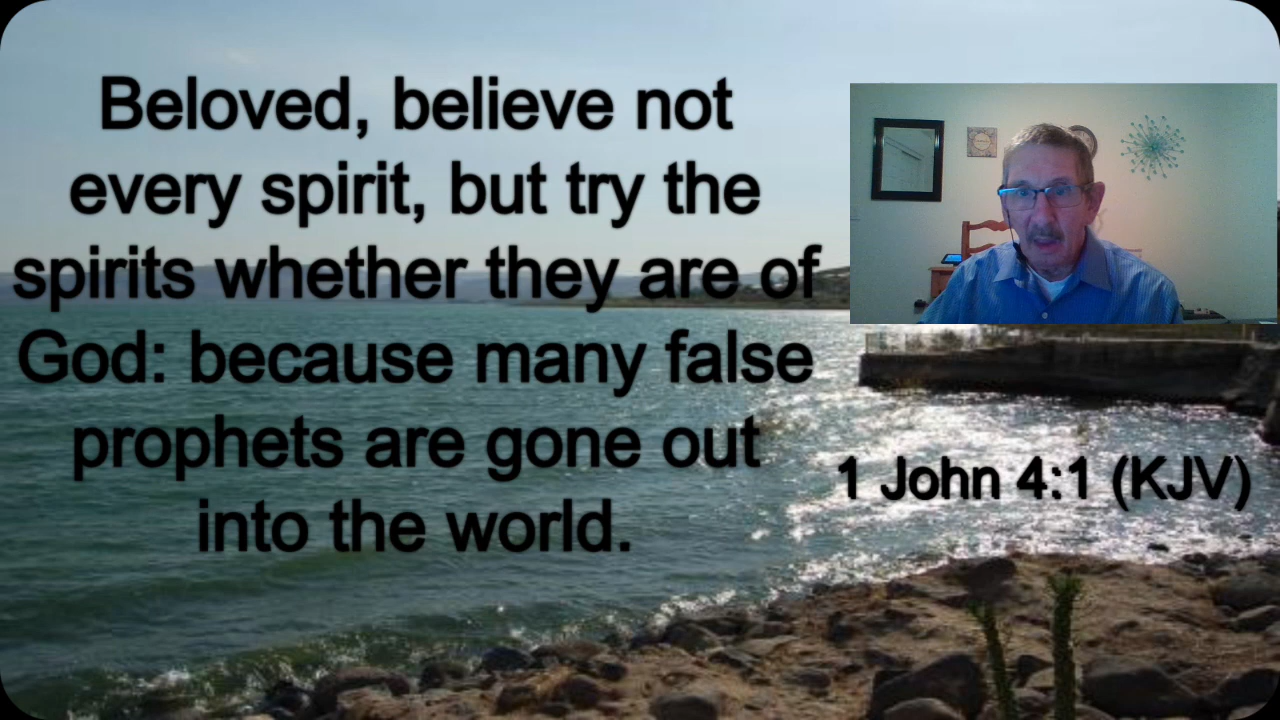 Beloved, believe not
every spirit, but try the
spirits whether they are of
God: because many false
prophets are gone out
into the world.
1 John 4:1 (KJV)